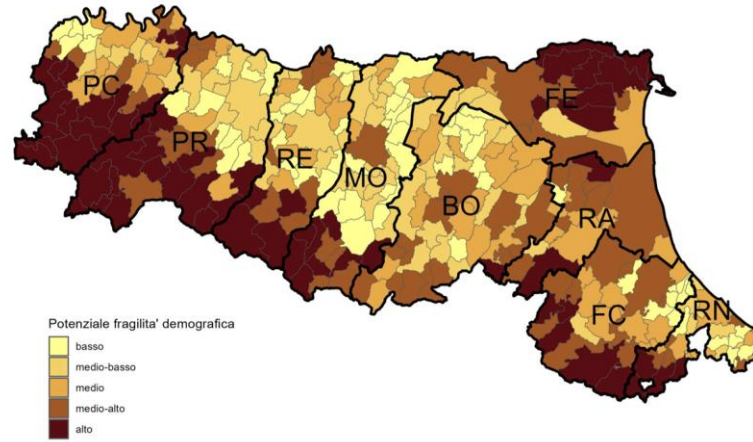 PC
PR
RE
MO
BO
FE
RA
FC
RN
Potenziale fragilita' demografica
basso
medio-basso
medio
medio-alto
alto